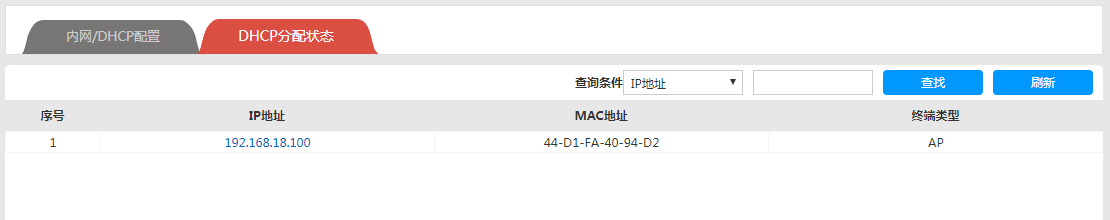 内网/DHCP配置 DHCP分配状态
查询条件 IP地址 查找 刷新
序号 IP地址 MAC地址 终端类型
1 192.168.18.100 44-D1-FA-40-94-D2 AP